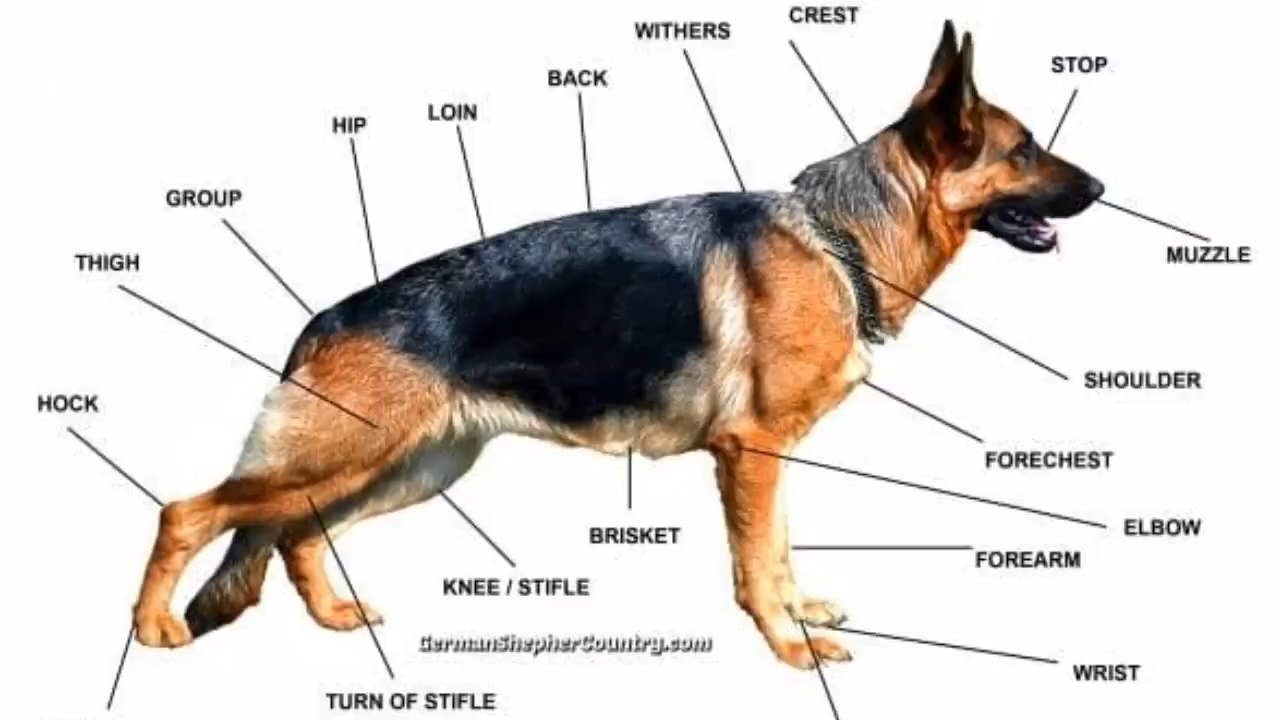 CREST
WITHERS
STOP
BACK
LOIN
HIP
GROUP
THIGH
MUZZLE
SHOULDER
HOCK
FORECHEST
ELBOW
BRISKET
FOREARM
KNEE / STIFLE
GermanShepherCountry.com
WRIST
TURN OF STIFLE